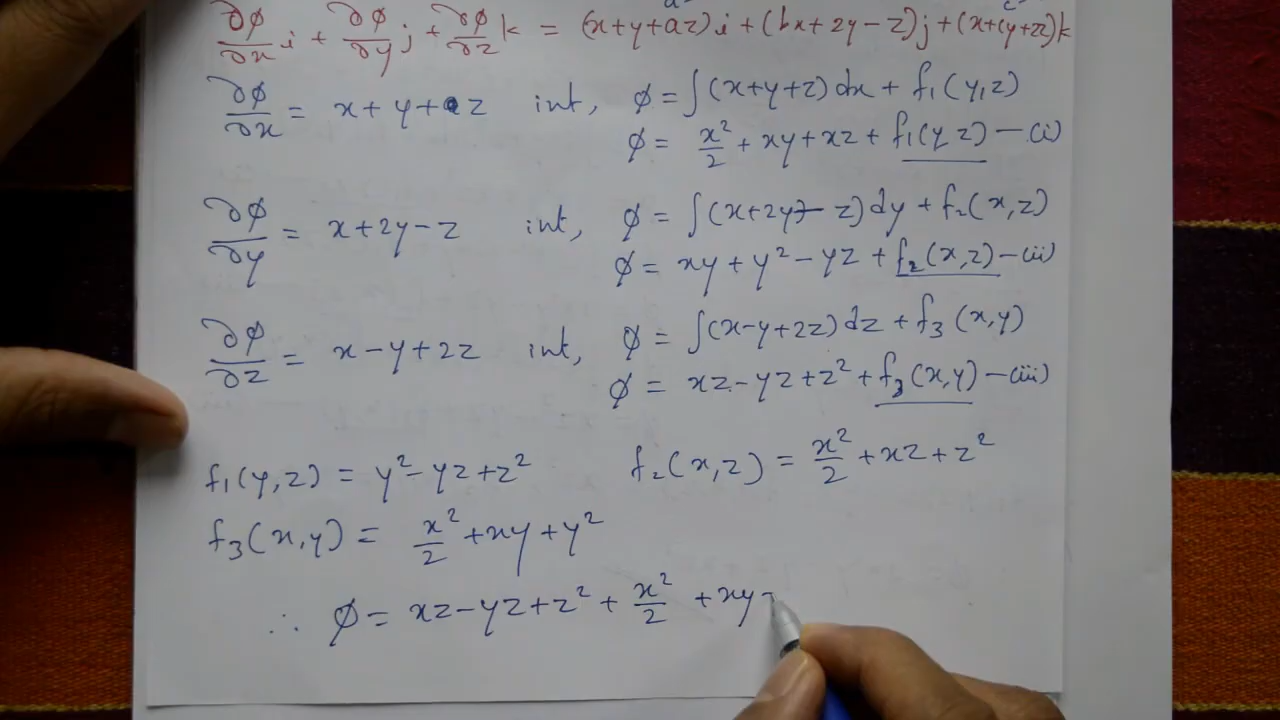 ∂φ/∂x i + ∂φ/∂y j + ∂φ/∂z k = (x+y+az)i + (bx+2y-z)j + (x+cy+2z)k
∂φ/∂x = x+y+az int, φ = ∫(x+y+z)dx + f₁(y,z)
φ = x²/2 + xy + xz + f₁(y z) — (i)
∂φ/∂y = x+2y-z int, φ = ∫(x+2y-z)dy + f₂(x,z)
φ = xy + y² - yz + f₂(x,z) — (ii)
∂φ/∂z = x-y+2z int, φ = ∫(x-y+2z)dz + f₃(x,y)
φ = xz - yz + z² + f₃(x,y) — (iii)
f₁(y,z) = y² - yz + z² f₂(x,z) = x²/2 + xz + z²
f₃(x,y) = x²/2 + xy + y²
∴ φ = xz - yz + z² + x²/2 + xy